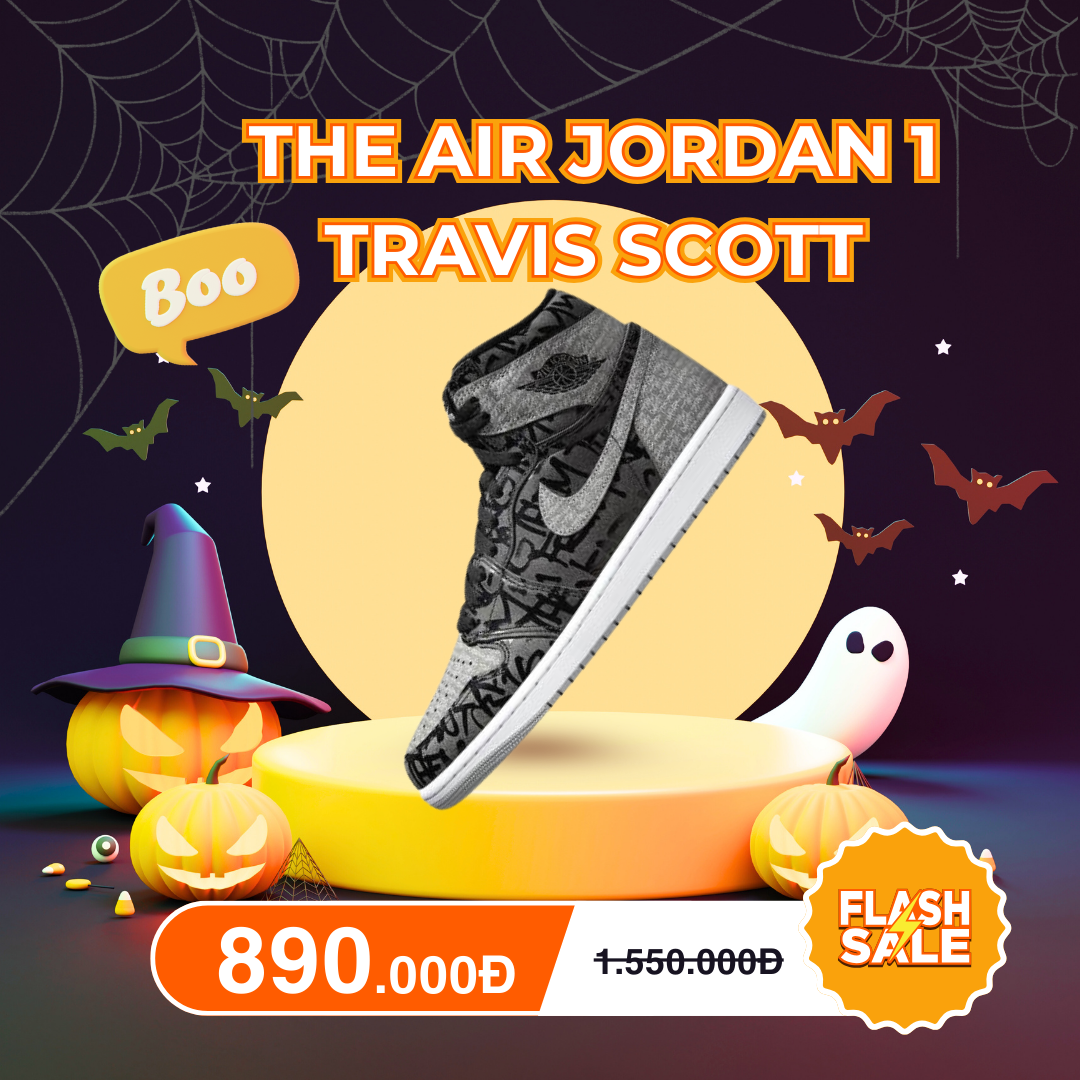 THE AIR JORDAN 1
TRAVIS SCOTT
Boo
890.000Đ
1.550.000Đ
FLASH
SALE